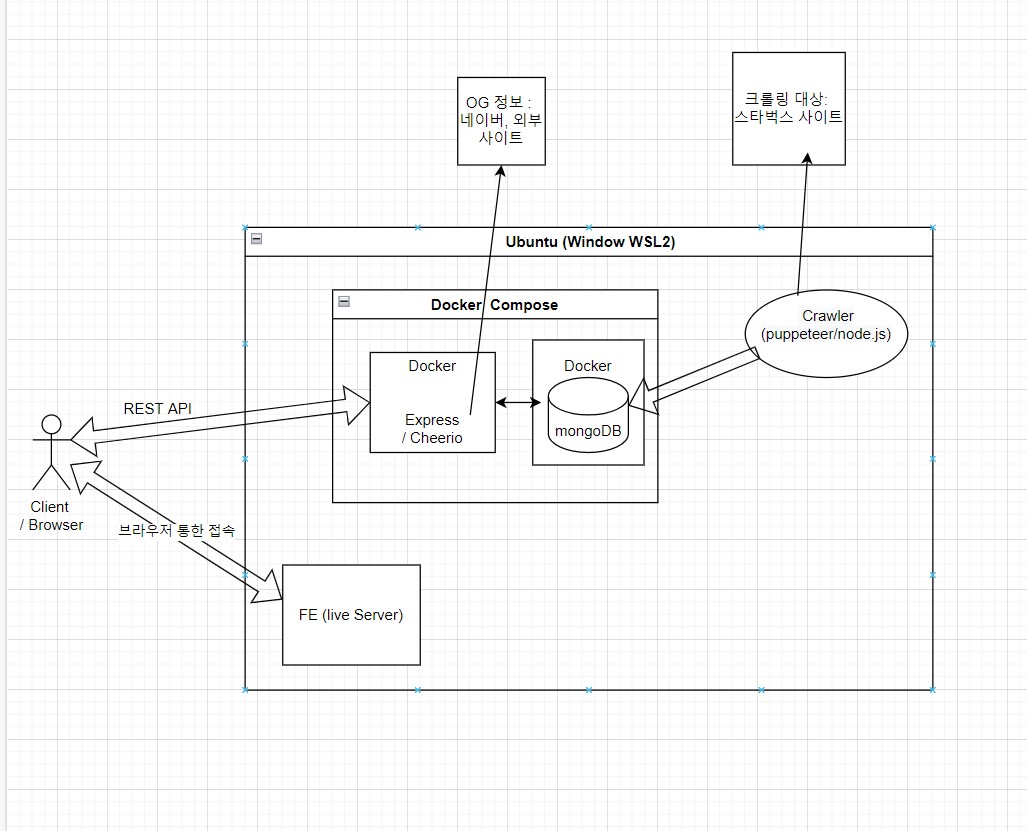 OG 정보 :
네이버, 외부
사이트
크롤링 대상:
스타벅스 사이트
Ubuntu (Window WSL2)
Docker Compose
Crawler
(puppeteer/node.js)
Docker
Express
/ Cheerio
Docker
mongoDB
REST API
Client
/ Browser
브라우저 통한 접속
FE (live Server)